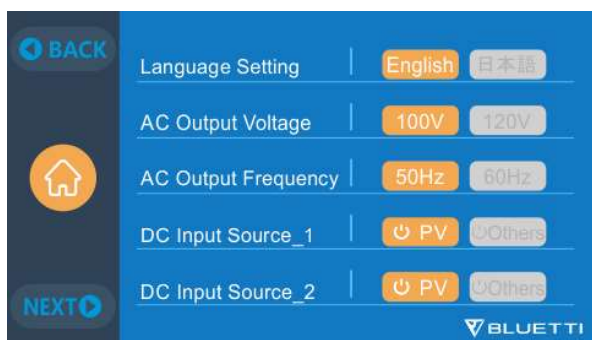 BACK
Language Setting English 日本語
AC Output Voltage 100V 120V
AC Output Frequency 50Hz 60Hz
DC Input Source_1 PV Others
DC Input Source_2 PV Others
NEXT
BLUETTI